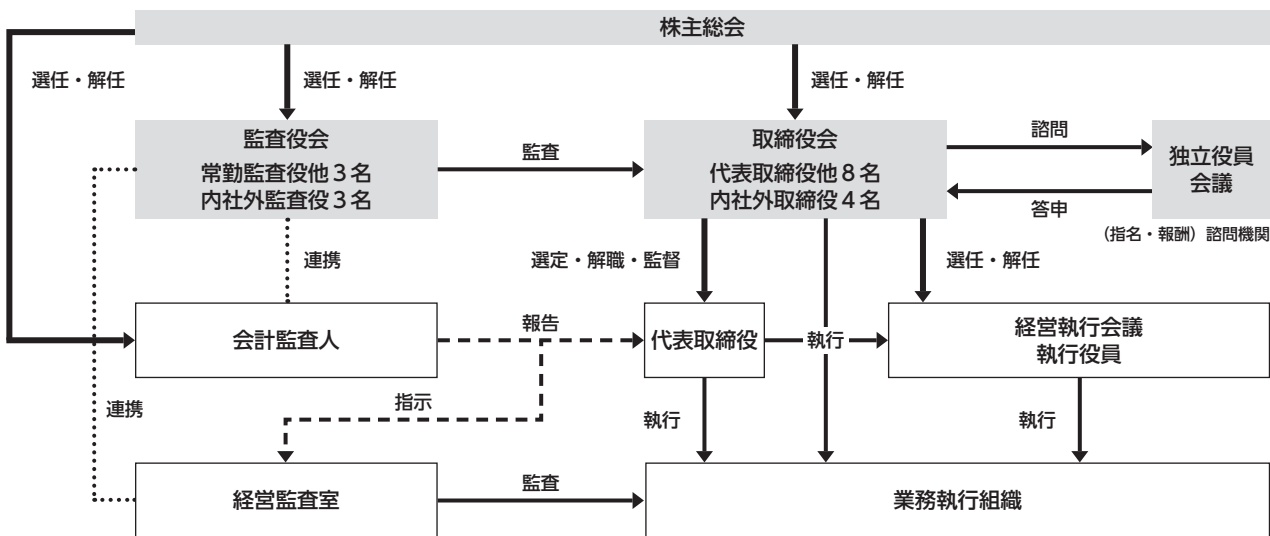 株主総会
選任・解任
選任・解任
選任・解任
監査役会
常勤監査役他3名
内社外監査役3名
監査
取締役会
代表取締役他8名
内社外取締役4名
諮問
答申
独立役員
会議
(指名・報酬)諮問機関
連携
選定・解職・監督
選任・解任
会計監査人
報告
代表取締役
執行
経営執行会議
執行役員
連携
指示
執行
執行
経営監査室
監査
業務執行組織